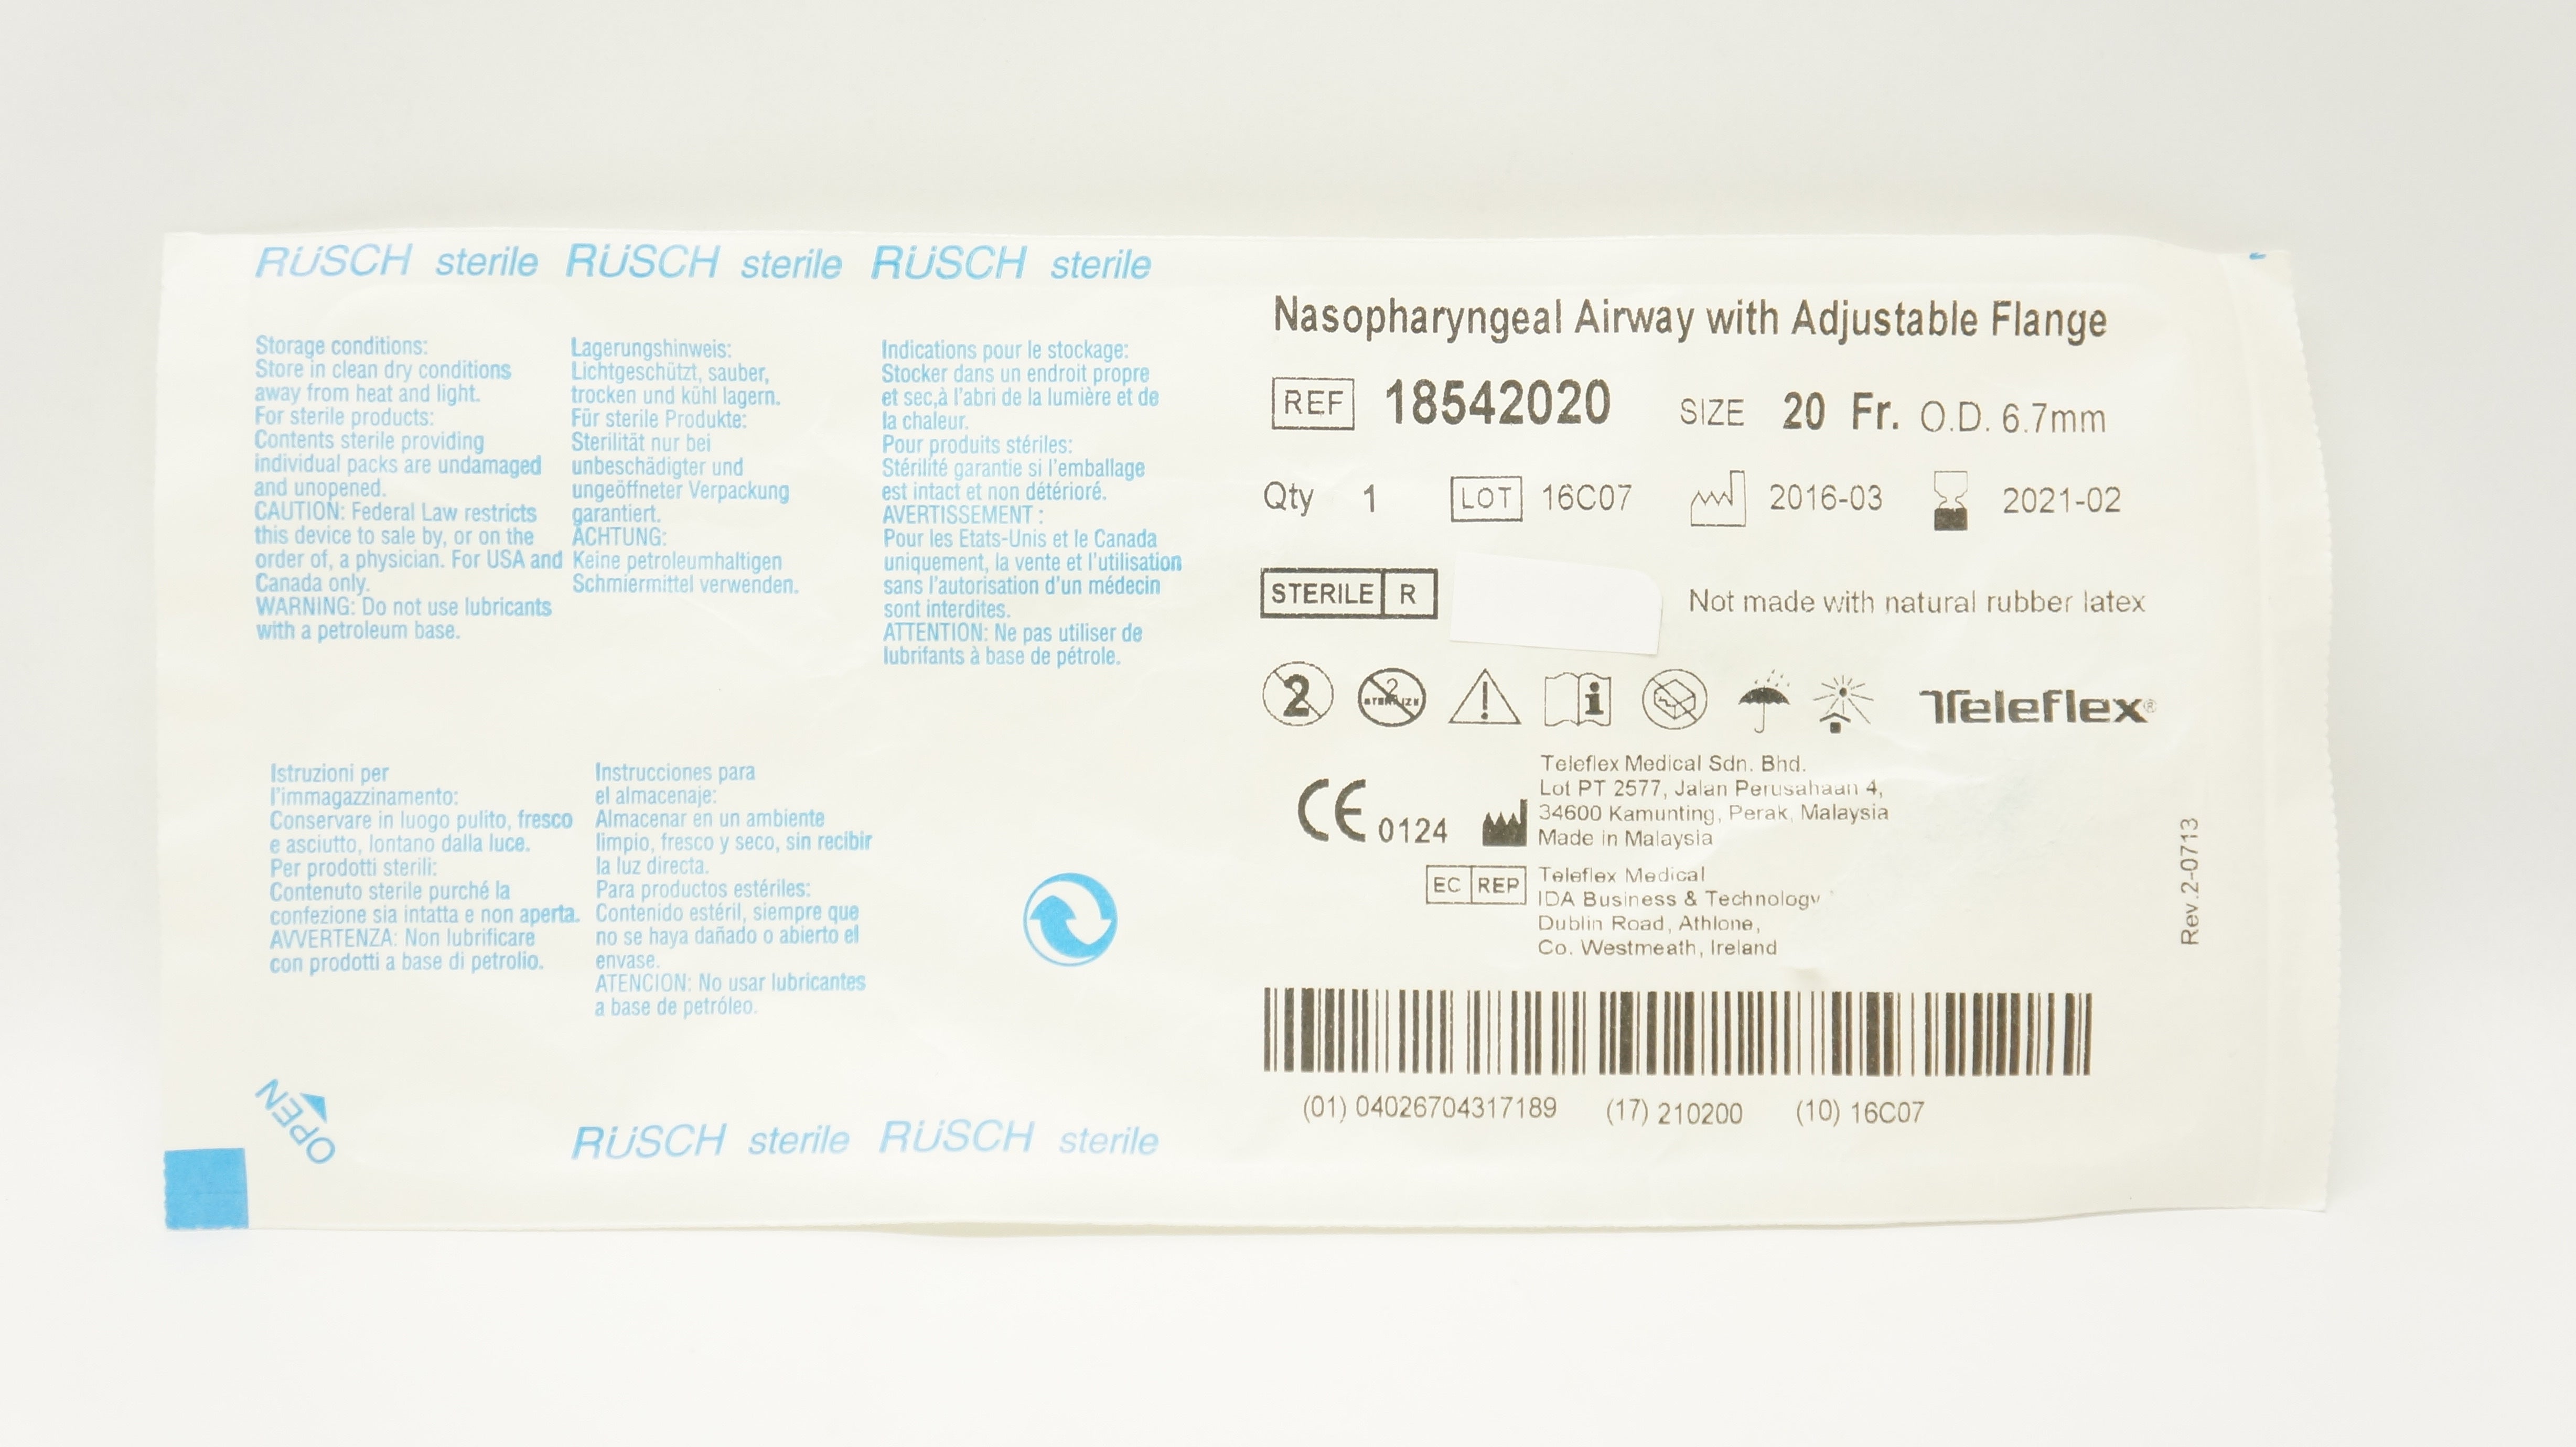 RÜSCH sterile RÜSCH sterile RÜSCH sterile
Storage conditions:
Store in clean dry conditions
away from heat and light.
For sterile products:
Contents sterile providing
individual packs are undamaged
and unopened.
CAUTION: Federal Law restricts
this device to sale by, or on the
order of, a physician. For USA and
Canada only.
WARNING: Do not use lubricants
with a petroleum base.
Lagerungshinweis:
Lichtgeschützt, sauber,
trocken und kühl lagern.
Für sterile Produkte:
Sterilität nur bei
unbeschädigter und
ungeöffneter Verpackung
garantiert.
ACHTUNG:
Keine petroleumhaltigen
Schmiermittel verwenden.
Indications pour le stockage:
Stocker dans un endroit propre
et sec,à l'abri de la lumière et de
la chaleur.
Pour produits stériles:
Stérilité garantie si l'emballage
est intact et non détérioré.
AVERTISSEMENT :
Pour les Etats-Unis et le Canada
uniquement, la vente et l'utilisation
sans l'autorisation d'un médecin
sont interdites.
ATTENTION: Ne pas utiliser de
lubrifants à base de pétrole.
Istruzioni per
l'immagazzinamento:
Conservare in luogo pulito, fresco
e asciutto, lontano dalla luce.
Per prodotti sterili:
Contenuto sterile purché la
confezione sia intatta e non aperta.
AVVERTENZA: Non lubrificare
con prodotti a base di petrolio.
Instrucciones para
el almacenaje:
Almacenar en un ambiente
limpio, fresco y seco, sin recibir
la luz directa.
Para productos estériles:
Contenido estéril, siempre que
no se haya dañado o abierto el
envase.
ATENCION: No usar lubricantes
a base de petróleo.
OPEN
RÜSCH sterile RÜSCH sterile
Nasopharyngeal Airway with Adjustable Flange
REF 18542020 SIZE 20 Fr. O.D. 6.7mm
Qty 1 LOT 16C07 2016-03 2021-02
STERILE R Not made with natural rubber latex
2 2 STERILIZE ! i Teleflex®
CE 0124
Teleflex Medical Sdn. Bhd.
Lot PT 2577, Jalan Perusahaan 4,
34600 Kamunting, Perak, Malaysia
Made in Malaysia
EC REP Teleflex Medical
IDA Business & Technology
Dublin Road, Athlone,
Co. Westmeath, Ireland
Rev.2-0713
(01) 04026704317189 (17) 210200 (10) 16C07